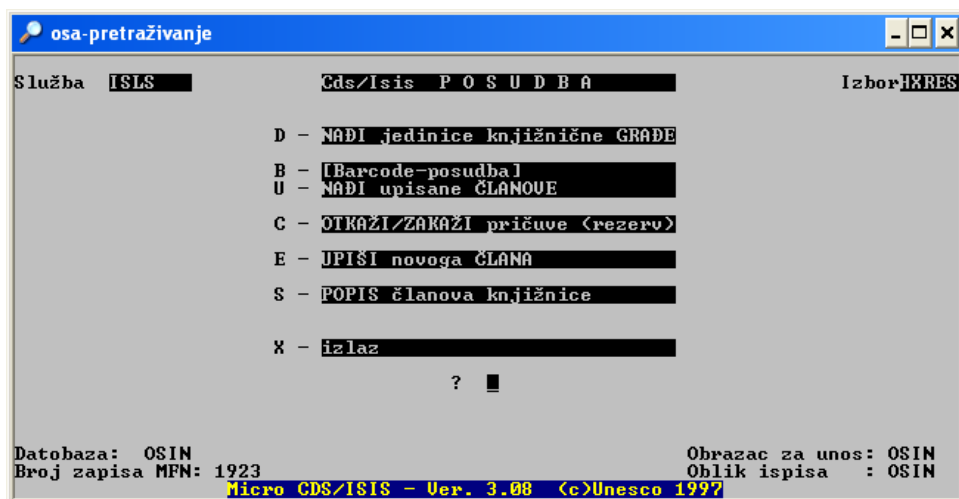 osa-pretraživanje
Služba ISLS Cds/Isis P O S U D B A Izbor HXRES
D - NAĐI jedinice knjižnične GRAĐE
B - [Barcode-posudba]
U - NAĐI upisane ČLANOVE
C - OTKAŽI/ZAKAŽI pričuve (rezerv)
E - UPIŠI novoga ČLANA
S - POPIS članova knjižnice
X - izlaz
?
Datobaza: OSIN Obrazac za unos: OSIN
Broj zapisa MFN: 1923 Oblik ispisa : OSIN
Micro CDS/ISIS - Ver. 3.08 (c)Unesco 1997